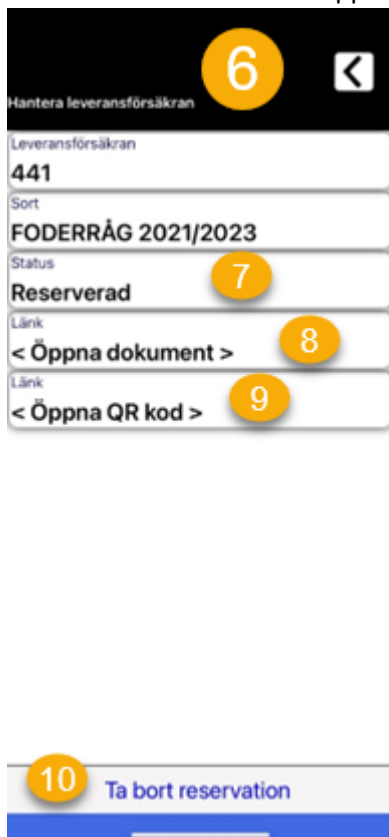 6
Hantera leveransförsäkran
Leveransförsäkran
441
Sort
FODERRÅG 2021/2023
Status
7
Reserverad
Länk
8
< Öppna dokument >
Länk
9
< Öppna QR kod >
10
Ta bort reservation